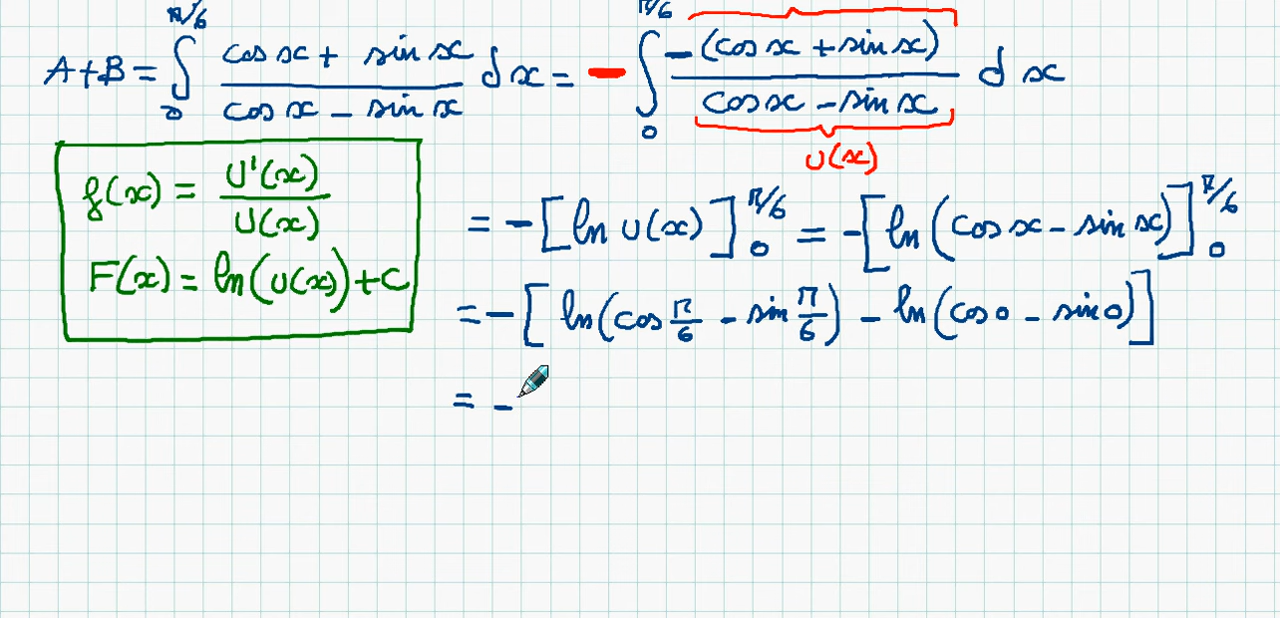 A+B = ∫₀^π/6 (cos x + sin x)/(cos x − sin x) dx = − ∫₀^π/6 −(cos x + sin x)/(cos x − sin x) dx
U(x)
f(x) = U'(x)/U(x)
F(x) = ln(U(x)) + C
= −[ln U(x)]₀^π/6 = −[ln(cos x − sin x)]₀^π/6
= −[ln(cos π/6 − sin π/6) − ln(cos 0 − sin 0)]
= −